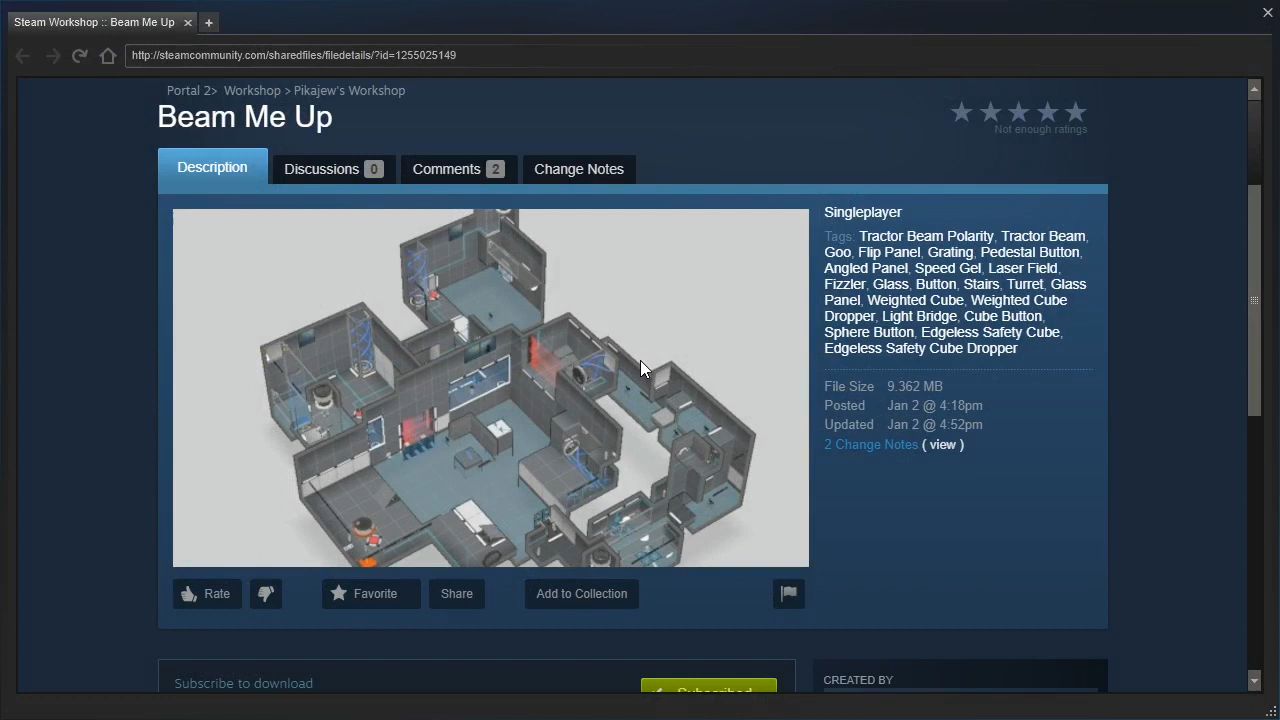 Steam Workshop :: Beam Me Up
http://steamcommunity.com/sharedfiles/filedetails/?id=1255025149
Portal 2> Workshop > Pikajew's Workshop
Beam Me Up
Not enough ratings
Description
Discussions 0
Comments 2
Change Notes
Singleplayer
Tags: Tractor Beam Polarity, Tractor Beam,
Goo, Flip Panel, Grating, Pedestal Button,
Angled Panel, Speed Gel, Laser Field,
Fizzler, Glass, Button, Stairs, Turret, Glass
Panel, Weighted Cube, Weighted Cube
Dropper, Light Bridge, Cube Button,
Sphere Button, Edgeless Safety Cube,
Edgeless Safety Cube Dropper
File Size 9.362 MB
Posted Jan 2 @ 4:18pm
Updated Jan 2 @ 4:52pm
2 Change Notes ( view )
Rate
Favorite
Share
Add to Collection
Subscribe to download
Subscribed
CREATED BY